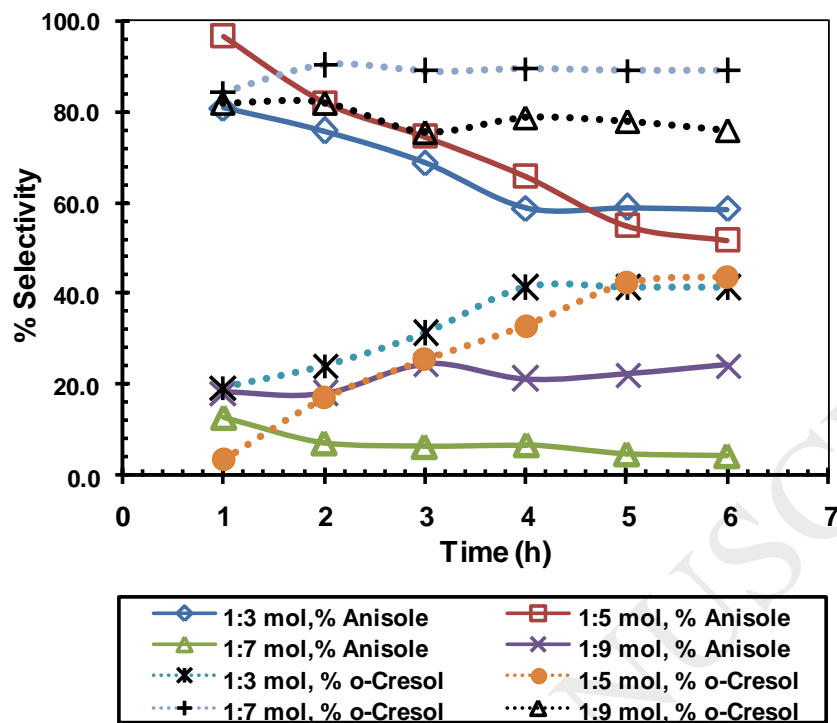 100.0
80.0
60.0
40.0
20.0
0.0
% Selectivity
0 1 2 3 4 5 6 7
Time (h)
1:3 mol,% Anisole 1:5 mol, % Anisole
1:7 mol,% Anisole 1:9 mol, % Anisole
1:3 mol, % o-Cresol 1:5 mol, % o-Cresol
1:7 mol, % o-Cresol 1:9 mol, % o-Cresol